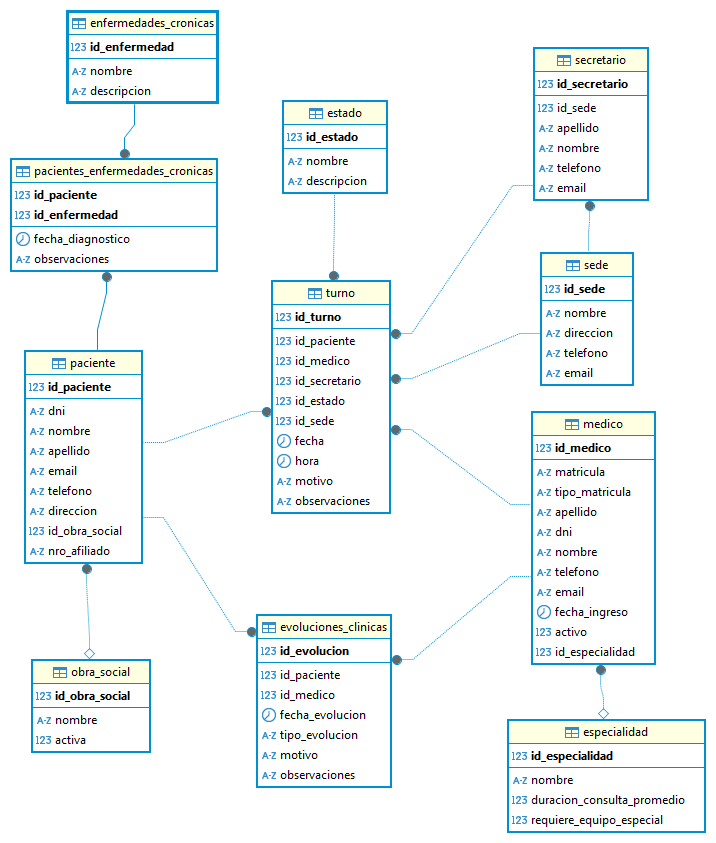 enfermedades_cronicas
123 id_enfermedad
A-Z nombre
A-Z descripcion
pacientes_enfermedades_cronicas
123 id_paciente
123 id_enfermedad
fecha_diagnostico
A-Z observaciones
estado
123 id_estado
A-Z nombre
A-Z descripcion
secretario
123 id_secretario
123 id_sede
A-Z apellido
A-Z nombre
A-Z telefono
A-Z email
sede
123 id_sede
A-Z nombre
A-Z direccion
A-Z telefono
A-Z email
turno
123 id_turno
123 id_paciente
123 id_medico
123 id_secretario
123 id_estado
123 id_sede
fecha
hora
A-Z motivo
A-Z observaciones
paciente
123 id_paciente
A-Z dni
A-Z nombre
A-Z apellido
A-Z email
A-Z telefono
A-Z direccion
123 id_obra_social
A-Z nro_afiliado
medico
123 id_medico
A-Z matricula
A-Z tipo_matricula
A-Z apellido
A-Z dni
A-Z nombre
A-Z telefono
A-Z email
fecha_ingreso
123 activo
123 id_especialidad
evoluciones_clinicas
123 id_evolucion
123 id_paciente
123 id_medico
fecha_evolucion
A-Z tipo_evolucion
A-Z motivo
A-Z observaciones
obra_social
123 id_obra_social
A-Z nombre
123 activa
especialidad
123 id_especialidad
A-Z nombre
123 duracion_consulta_promedio
123 requiere_equipo_especial